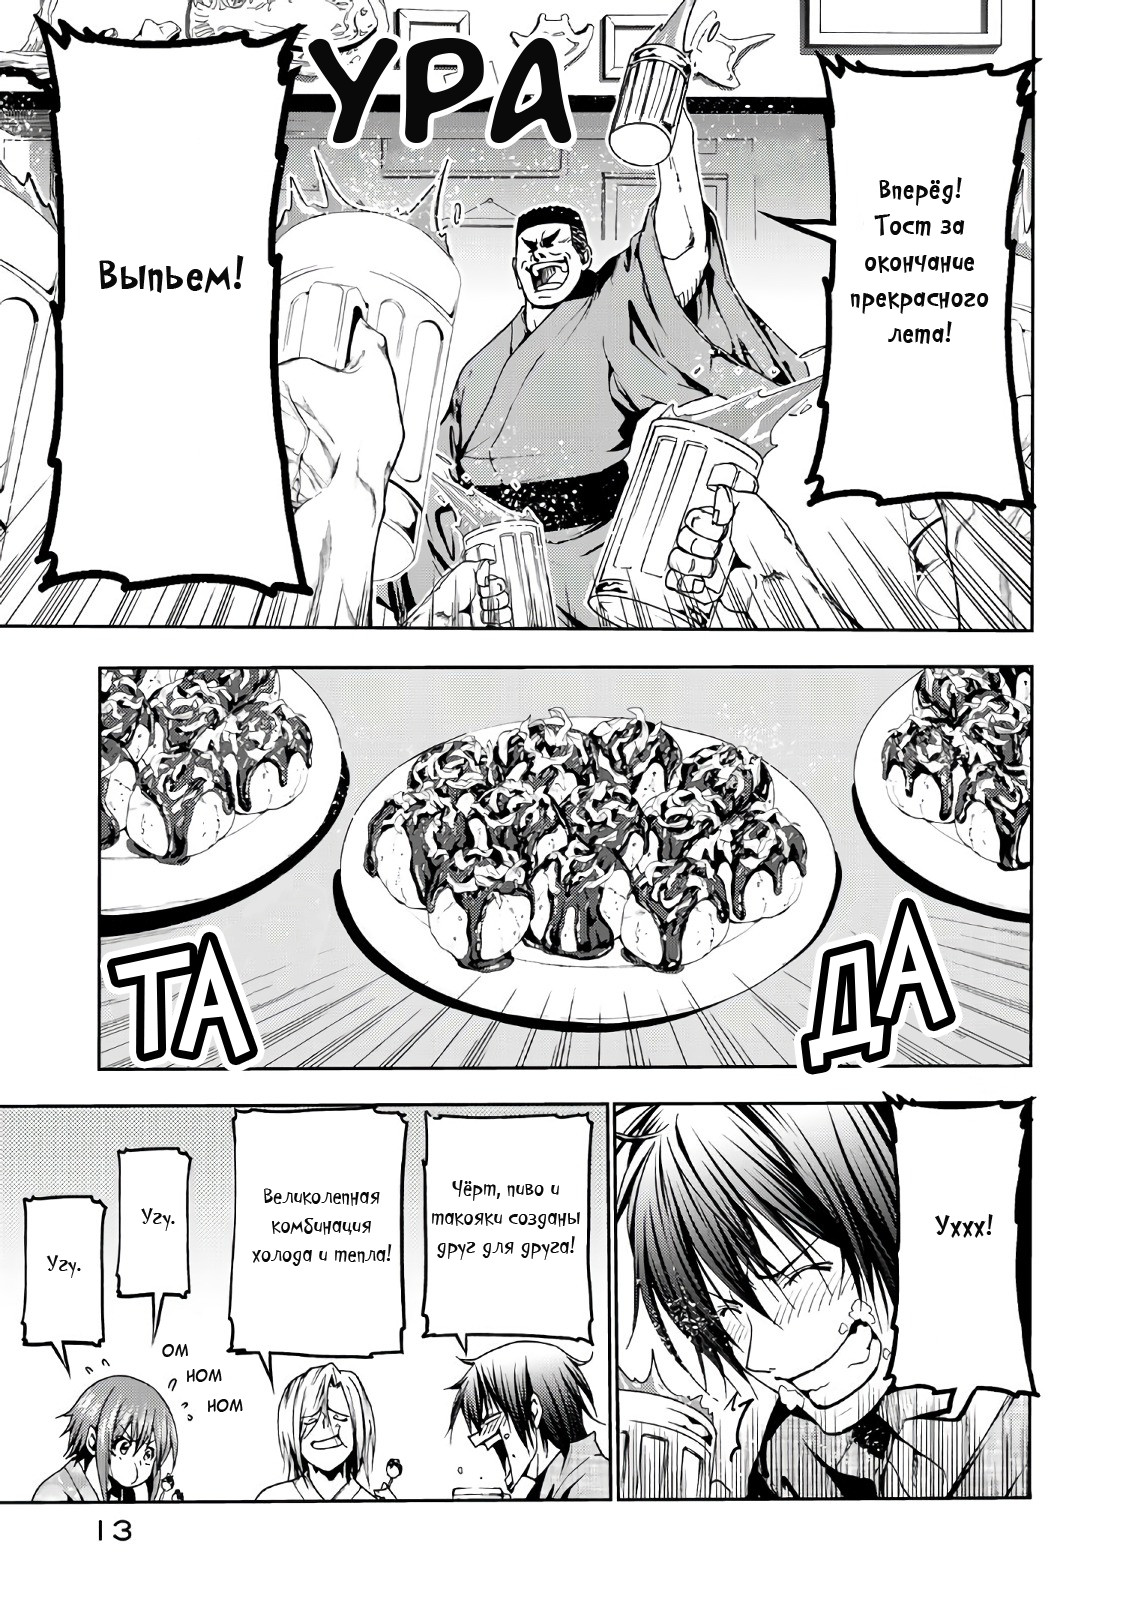 Вперёд!
Тост за
окончание
прекрасного
лета!
УРА
Выпьем!
ТА
ДА
Уххх!
Чёрт, пиво и
такояки созданы
друг для друга!
Великолепная
комбинация
холода и тепла!
Угу.
Угу.
ОМ
НОМ
НОМ
13